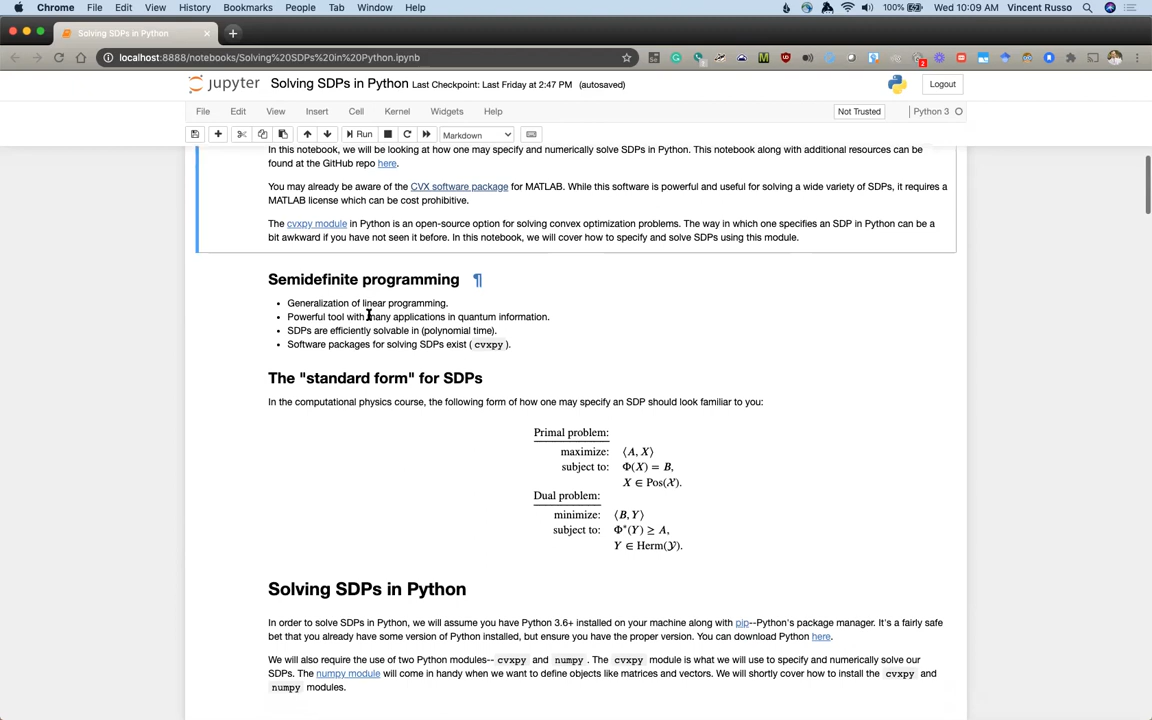 Chrome File Edit View History Bookmarks People Tab Window Help 100% Wed 10:09 AM Vincent Russo
Solving SDPs in Python
localhost:8888/notebooks/Solving%20SDPs%20in%20Python.ipynb
jupyter Solving SDPs in Python Last Checkpoint: Last Friday at 2:47 PM (autosaved) Logout
File Edit View Insert Cell Kernel Widgets Help Not Trusted Python 3
Run Markdown
In this notebook, we will be looking at how one may specify and numerically solve SDPs in Python. This notebook along with additional resources can be
found at the GitHub repo here.
You may already be aware of the CVX software package for MATLAB. While this software is powerful and useful for solving a wide variety of SDPs, it requires a
MATLAB license which can be cost prohibitive.
The cvxpy module in Python is an open-source option for solving convex optimization problems. The way in which one specifies an SDP in Python can be a
bit awkward if you have not seen it before. In this notebook, we will cover how to specify and solve SDPs using this module.
Semidefinite programming ¶
• Generalization of linear programming.
• Powerful tool with many applications in quantum information.
• SDPs are efficiently solvable in (polynomial time).
• Software packages for solving SDPs exist ( cvxpy ).
The "standard form" for SDPs
In the computational physics course, the following form of how one may specify an SDP should look familiar to you:
Primal problem:
maximize: ⟨A, X⟩
subject to: Φ(X) = B,
X ∈ Pos(𝒳).
Dual problem:
minimize: ⟨B, Y⟩
subject to: Φ*(Y) ≥ A,
Y ∈ Herm(𝒴).
Solving SDPs in Python
In order to solve SDPs in Python, we will assume you have Python 3.6+ installed on your machine along with pip--Python's package manager. It's a fairly safe
bet that you already have some version of Python installed, but ensure you have the proper version. You can download Python here.
We will also require the use of two Python modules-- cvxpy and numpy . The cvxpy module is what we will use to specify and numerically solve our
SDPs. The numpy module will come in handy when we want to define objects like matrices and vectors. We will shortly cover how to install the cvxpy and
numpy modules.